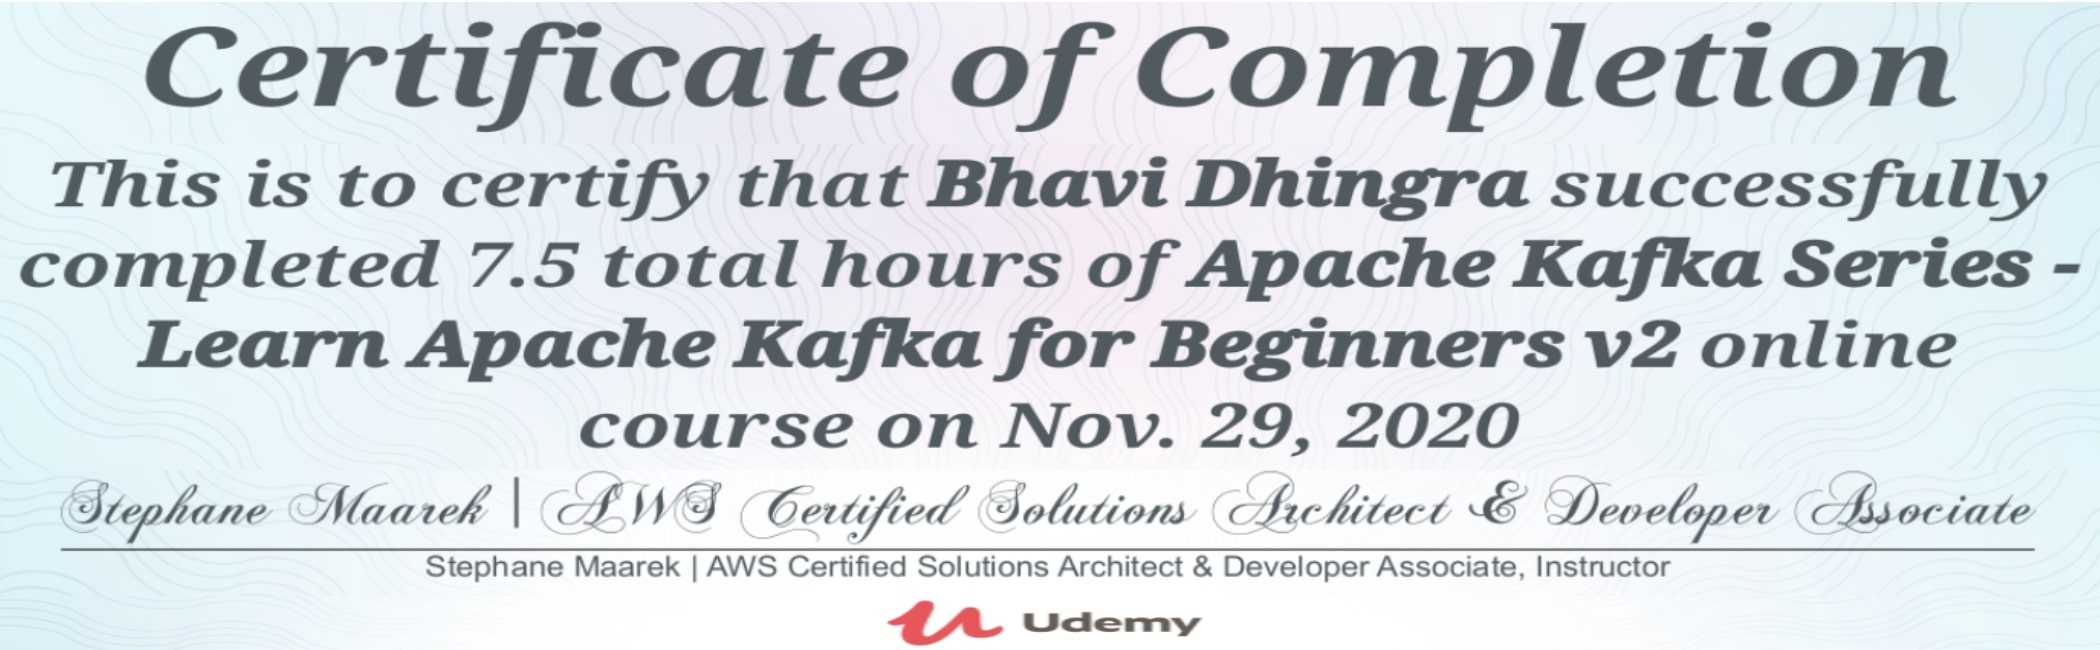 Certificate of Completion
This is to certify that Bhavi Dhingra successfully
completed 7.5 total hours of Apache Kafka Series -
Learn Apache Kafka for Beginners v2 online
course on Nov. 29, 2020
Stephane Maarek | AWS Certified Solutions Architect & Developer Associate
Stephane Maarek | AWS Certified Solutions Architect & Developer Associate, Instructor
Udemy